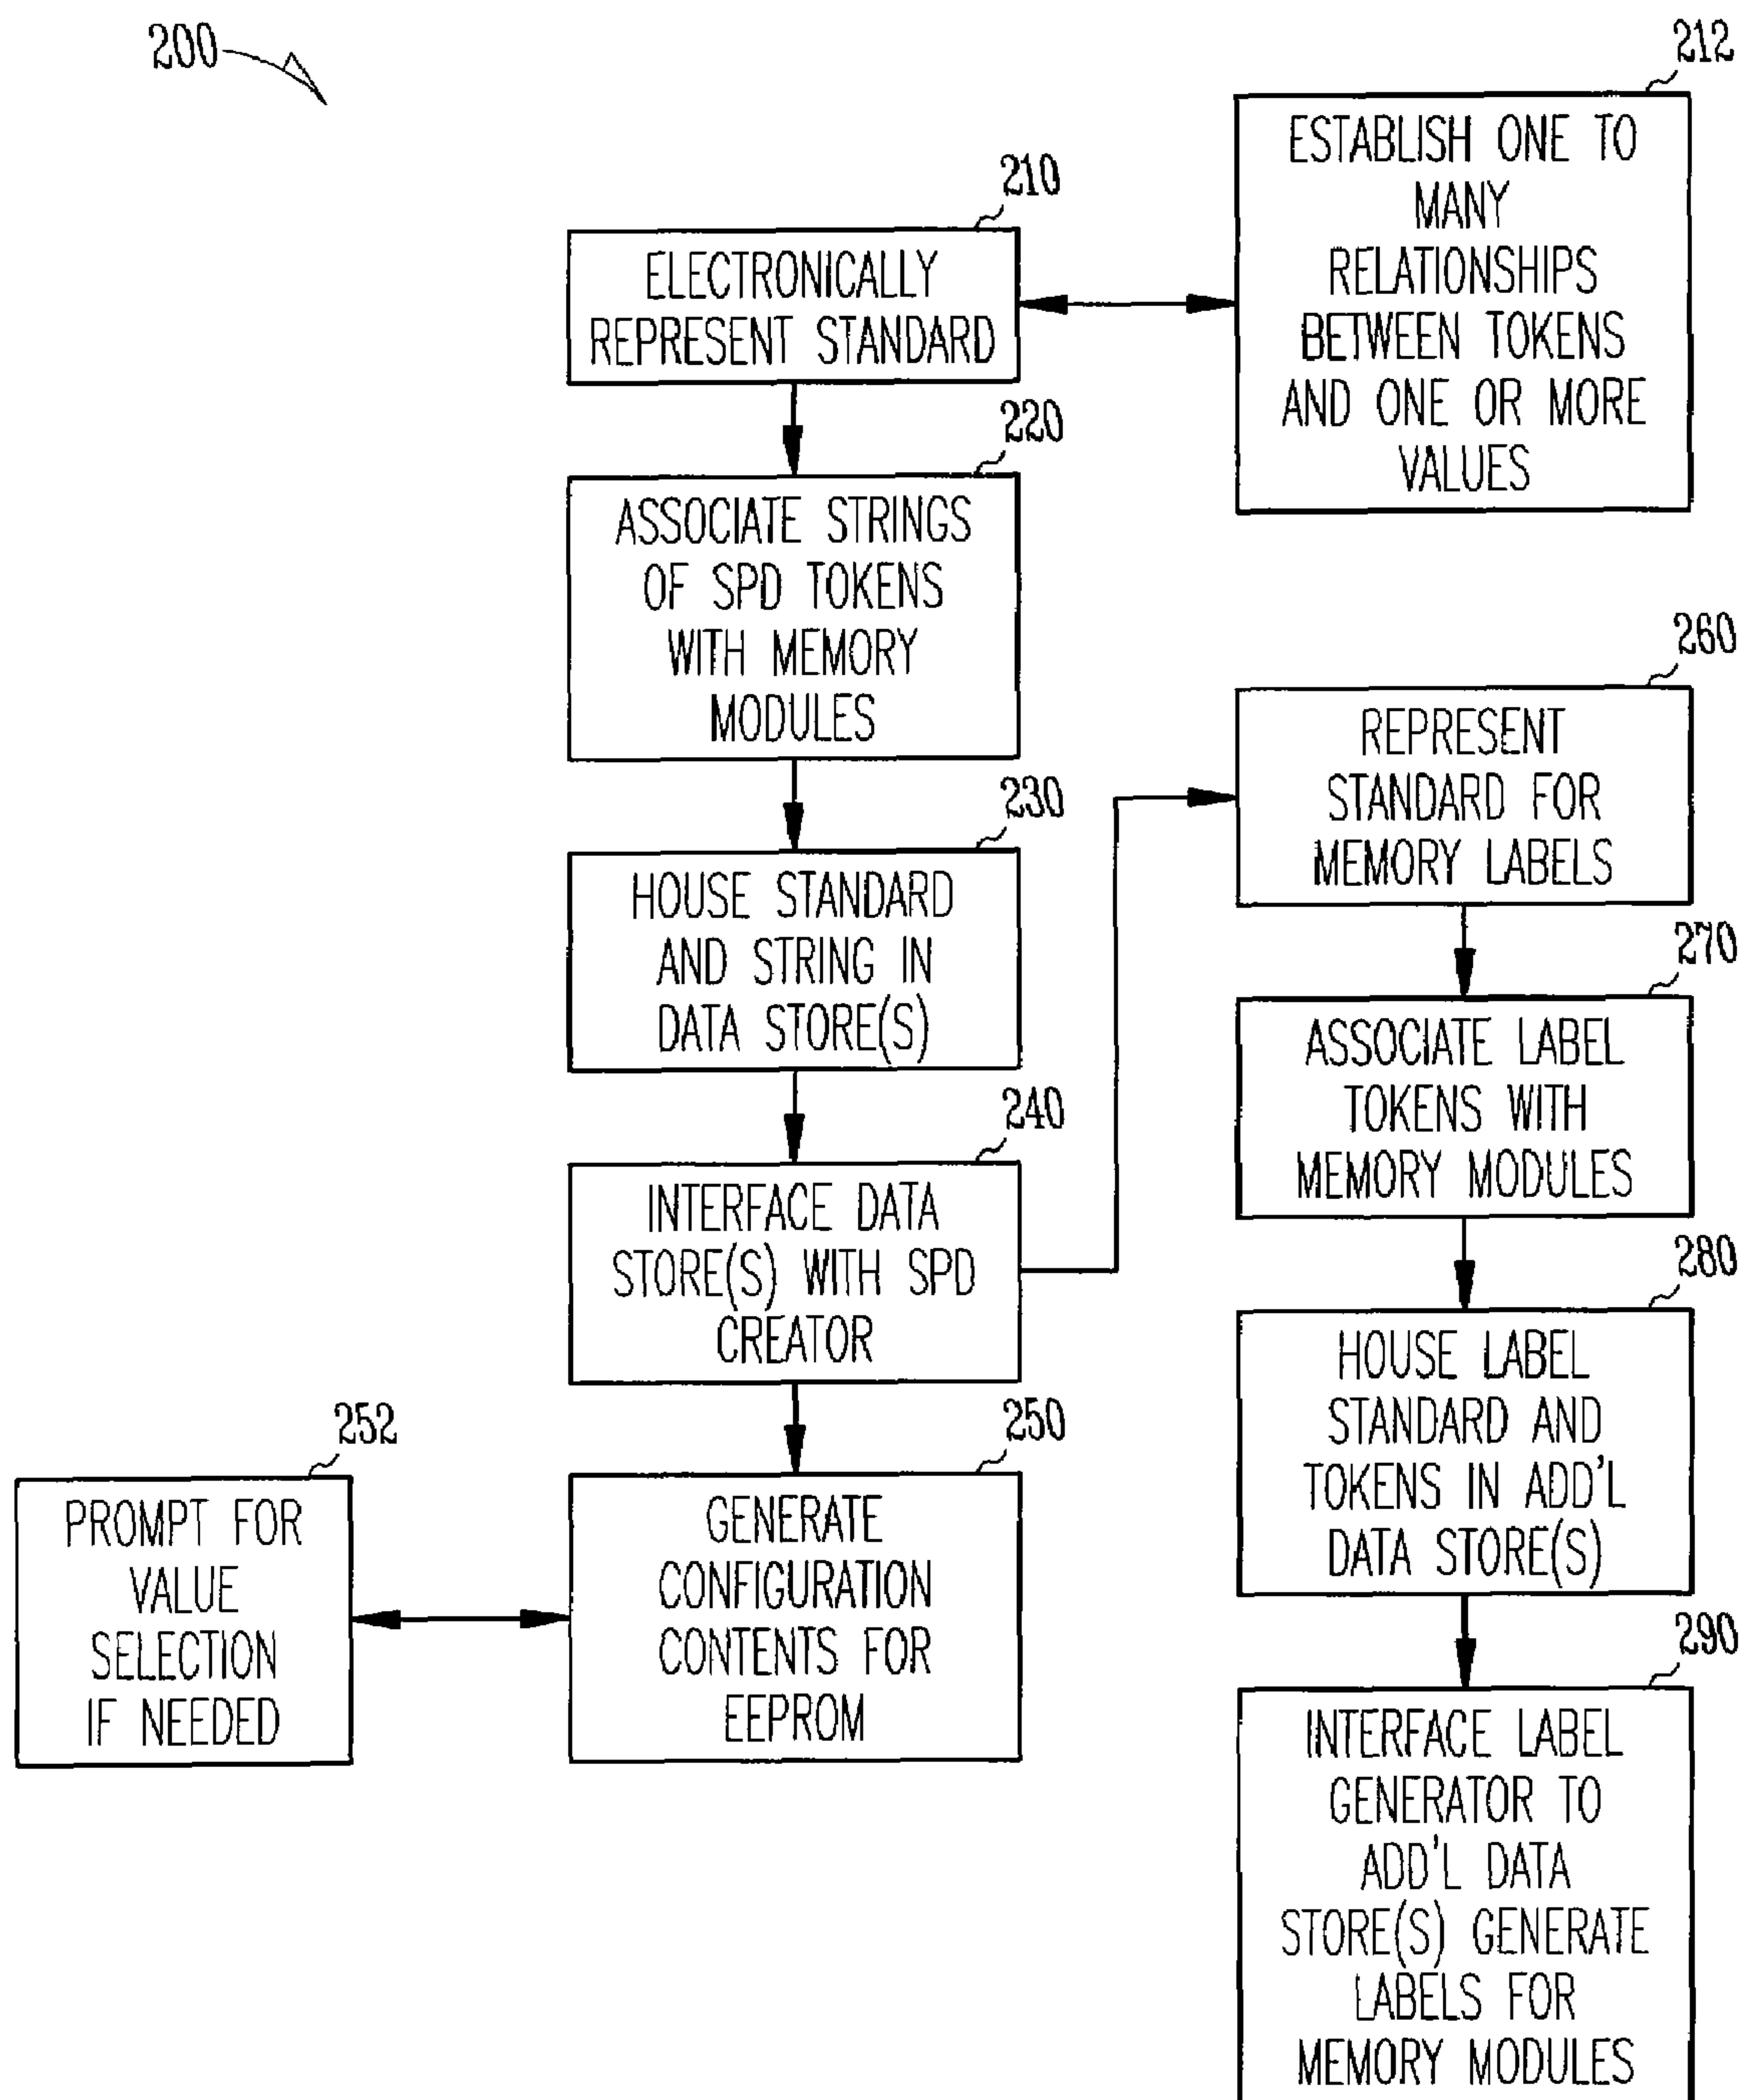 200
212
ESTABLISH ONE TO
MANY
RELATIONSHIPS
BETWEEN TOKENS
AND ONE OR MORE
VALUES
210
ELECTRONICALLY
REPRESENT STANDARD
220
ASSOCIATE STRINGS
OF SPD TOKENS
WITH MEMORY
MODULES
230
HOUSE STANDARD
AND STRING IN
DATA STORE(S)
240
INTERFACE DATA
STORE(S) WITH SPD
CREATOR
250
GENERATE
CONFIGURATION
CONTENTS FOR
EEPROM
252
PROMPT FOR
VALUE
SELECTION
IF NEEDED
260
REPRESENT
STANDARD FOR
MEMORY LABELS
270
ASSOCIATE LABEL
TOKENS WITH
MEMORY MODULES
280
HOUSE LABEL
STANDARD AND
TOKENS IN ADD'L
DATA STORE(S)
290
INTERFACE LABEL
GENERATOR TO
ADD'L DATA
STORE(S) GENERATE
LABELS FOR
MEMORY MODULES